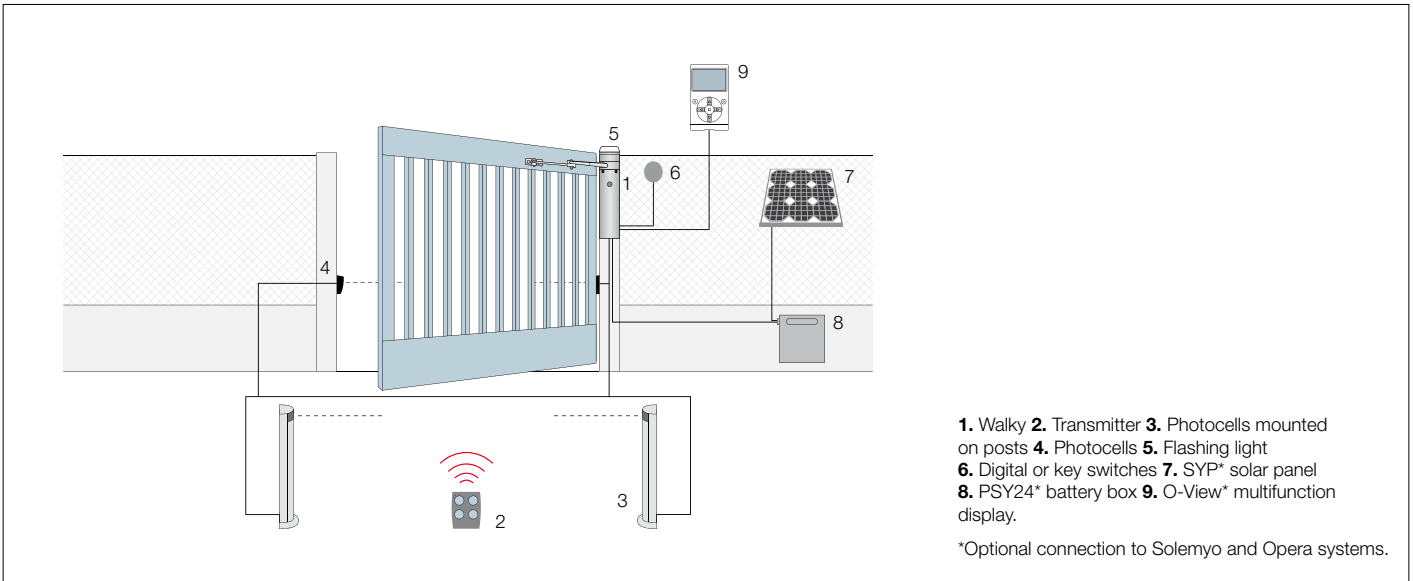 9
5
6
1
7
4
8
3
2
1. Walky 2. Transmitter 3. Photocells mounted
on posts 4. Photocells 5. Flashing light
6. Digital or key switches 7. SYP* solar panel
8. PSY24* battery box 9. O-View* multifunction
display.
*Optional connection to Solemyo and Opera systems.